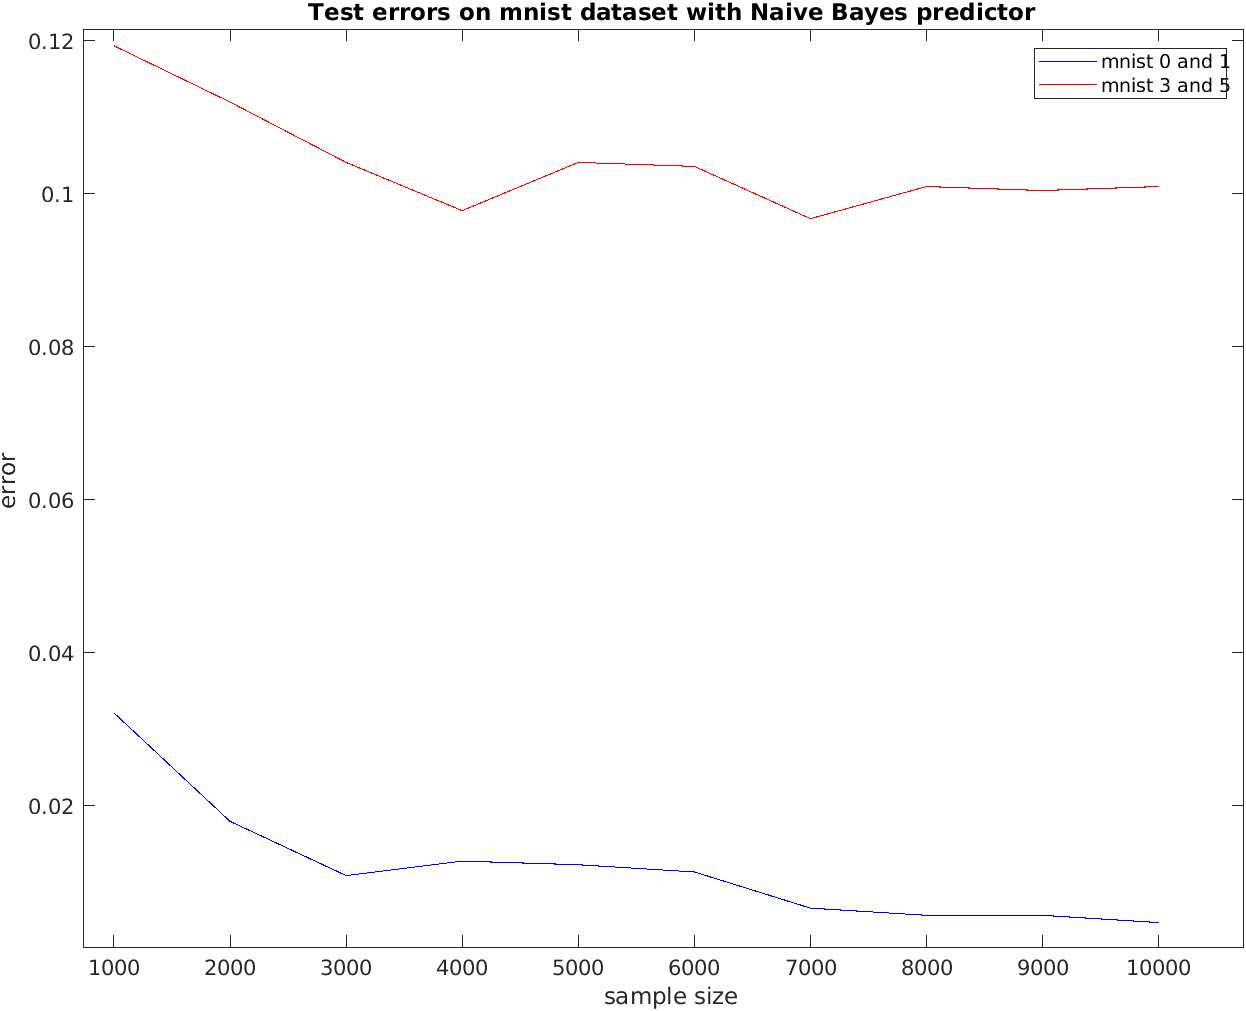 Test errors on mnist dataset with Naive Bayes predictor
0.12
mnist 0 and 1
mnist 3 and 5
0.1
0.08
0.06
error
0.04
0.02
1000 2000 3000 4000 5000 6000 7000 8000 9000 10000
sample size